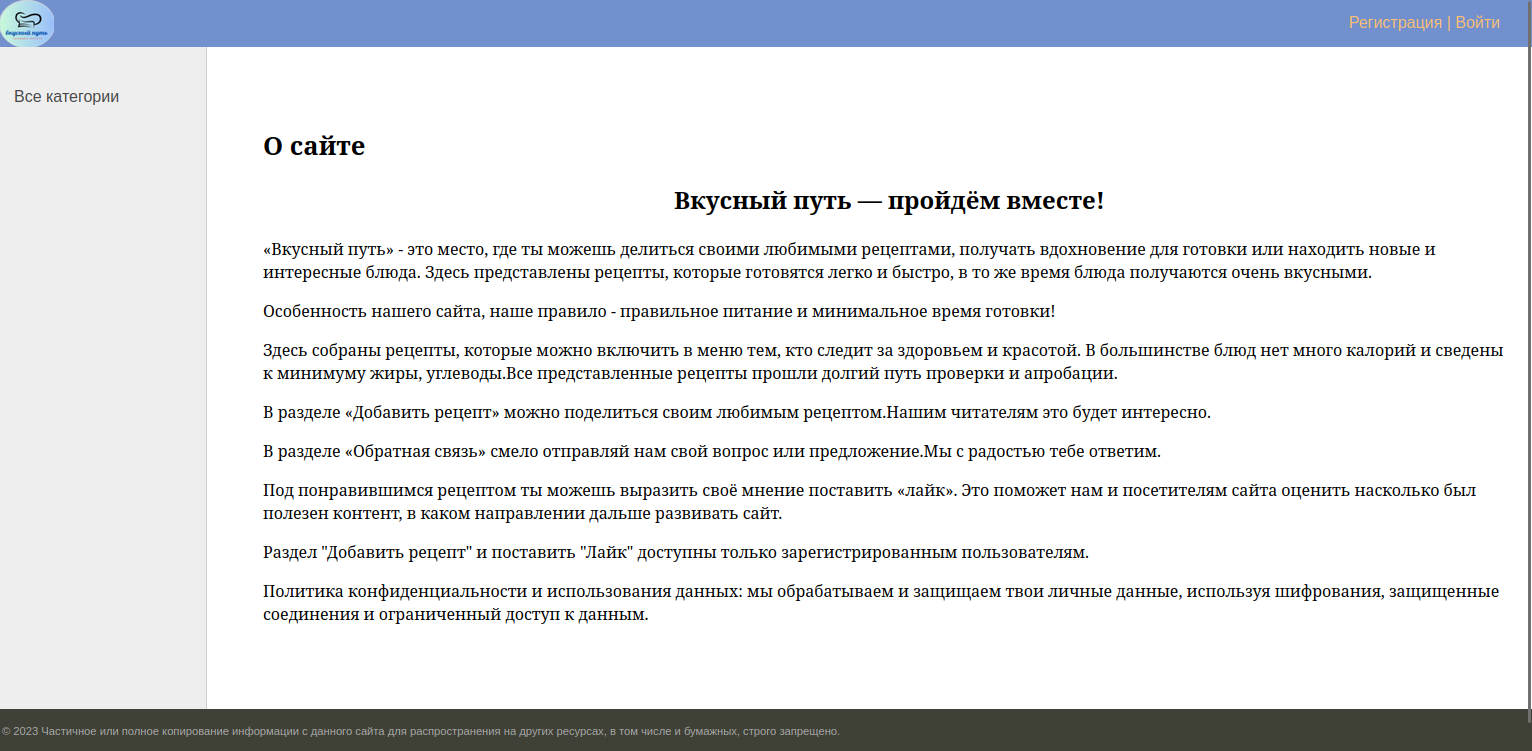 вкусный путь
Регистрация | Войти
Все категории
О сайте
Вкусный путь — пройдём вместе!
«Вкусный путь» - это место, где ты можешь делиться своими любимыми рецептами, получать вдохновение для готовки или находить новые и
интересные блюда. Здесь представлены рецепты, которые готовятся легко и быстро, в то же время блюда получаются очень вкусными.
Особенность нашего сайта, наше правило - правильное питание и минимальное время готовки!
Здесь собраны рецепты, которые можно включить в меню тем, кто следит за здоровьем и красотой. В большинстве блюд нет много калорий и сведены
к минимуму жиры, углеводы.Все представленные рецепты прошли долгий путь проверки и апробации.
В разделе «Добавить рецепт» можно поделиться своим любимым рецептом.Нашим читателям это будет интересно.
В разделе «Обратная связь» смело отправляй нам свой вопрос или предложение.Мы с радостью тебе ответим.
Под понравившимся рецептом ты можешь выразить своё мнение поставить «лайк». Это поможет нам и посетителям сайта оценить насколько был
полезен контент, в каком направлении дальше развивать сайт.
Раздел "Добавить рецепт" и поставить "Лайк" доступны только зарегистрированным пользователям.
Политика конфиденциальности и использования данных: мы обрабатываем и защищаем твои личные данные, используя шифрования, защищенные
соединения и ограниченный доступ к данным.
© 2023 Частичное или полное копирование информации с данного сайта для распространения на других ресурсах, в том числе и бумажных, строго запрещено.